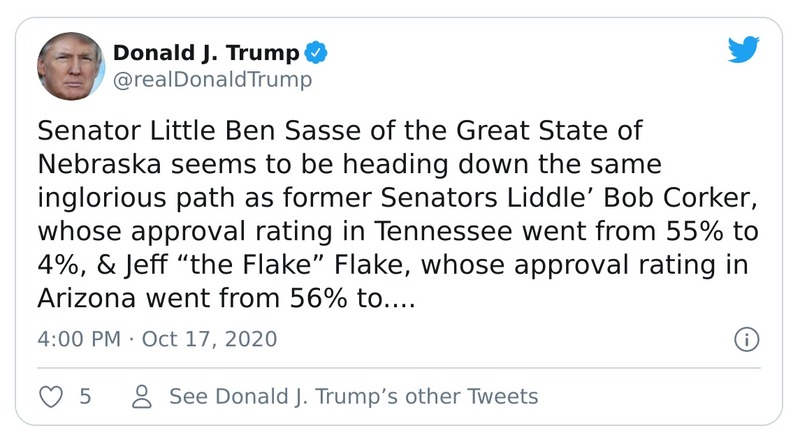 Donald J. Trump
@realDonaldTrump
Senator Little Ben Sasse of the Great State of
Nebraska seems to be heading down the same
inglorious path as former Senators Liddle’ Bob Corker,
whose approval rating in Tennessee went from 55% to
4%, & Jeff “the Flake” Flake, whose approval rating in
Arizona went from 56% to....
4:00 PM · Oct 17, 2020
5 See Donald J. Trump’s other Tweets